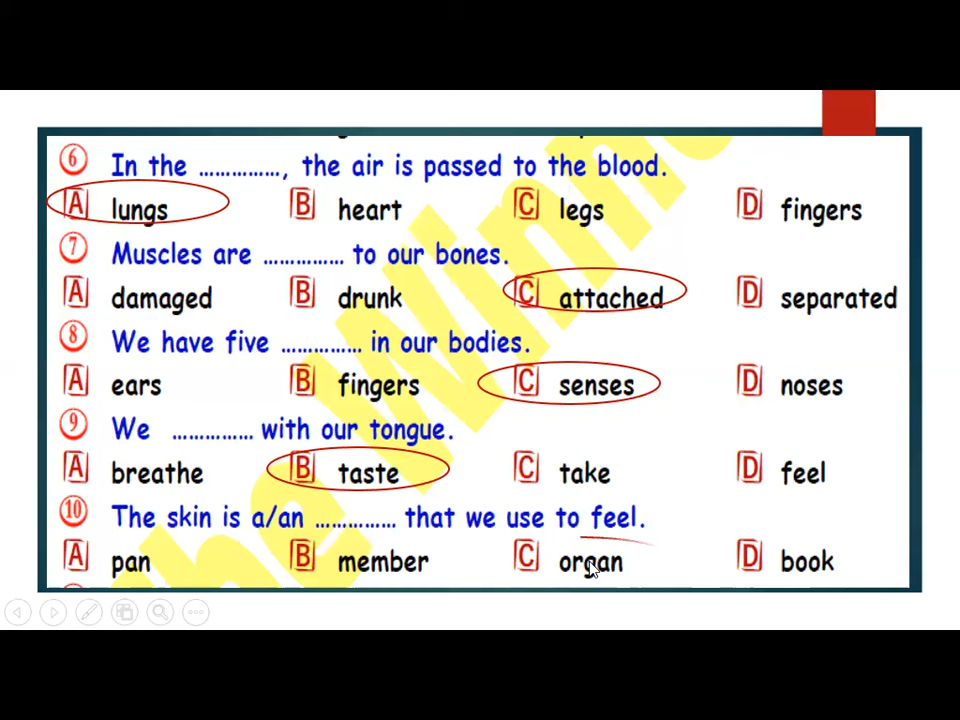 6 In the ..............., the air is passed to the blood.
A lungs B heart C legs D fingers
7 Muscles are ............... to our bones.
A damaged B drunk C attached D separated
8 We have five ............... in our bodies.
A ears B fingers C senses D noses
9 We ............... with our tongue.
A breathe B taste C take D feel
10 The skin is a/an ............... that we use to feel.
A pan B member C organ D book
the Winner